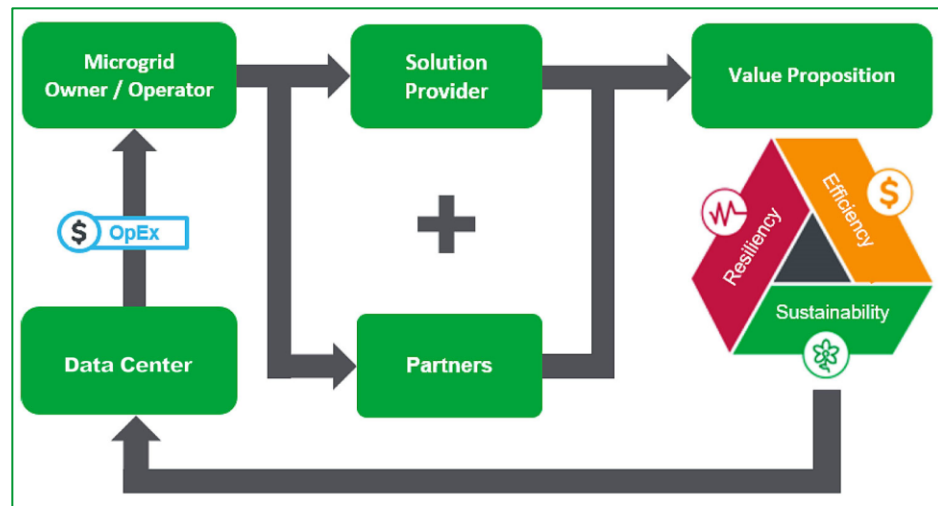 Microgrid
Owner / Operator
Solution
Provider
Value Proposition
$ OpEx
Resiliency
Efficiency
$
Sustainability
Data Center
Partners